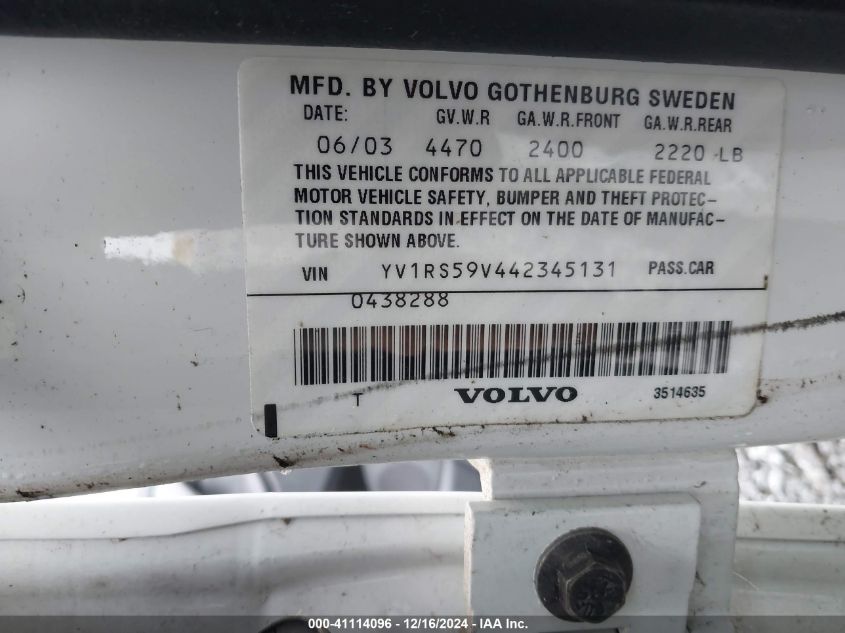 MFD. BY VOLVO GOTHENBURG SWEDEN
DATE: GV.W.R GA.W.R.FRONT GA.W.R.REAR
06/03 4470 2400 2220 LB
THIS VEHICLE CONFORMS TO ALL APPLICABLE FEDERAL
MOTOR VEHICLE SAFETY, BUMPER AND THEFT PROTEC-
TION STANDARDS IN EFFECT ON THE DATE OF MANUFAC-
TURE SHOWN ABOVE.
VIN YV1RS59V442345131 PASS.CAR
0438288
T VOLVO 3514635
000-41114096 - 12/16/2024 - IAA Inc.